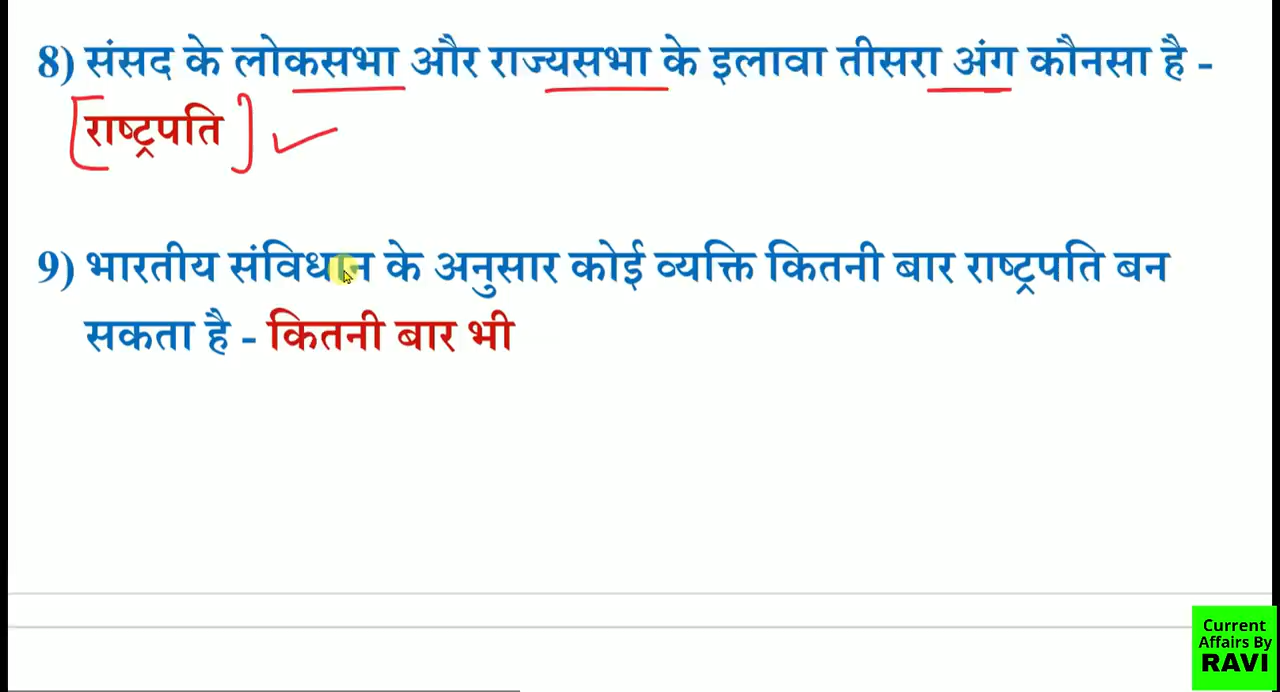 8) संसद के लोकसभा और राज्यसभा के इलावा तीसरा अंग कौनसा है -
राष्ट्रपति
9) भारतीय संविधान के अनुसार कोई व्यक्ति कितनी बार राष्ट्रपति बन
सकता है - कितनी बार भी
Current
Affairs By
RAVI